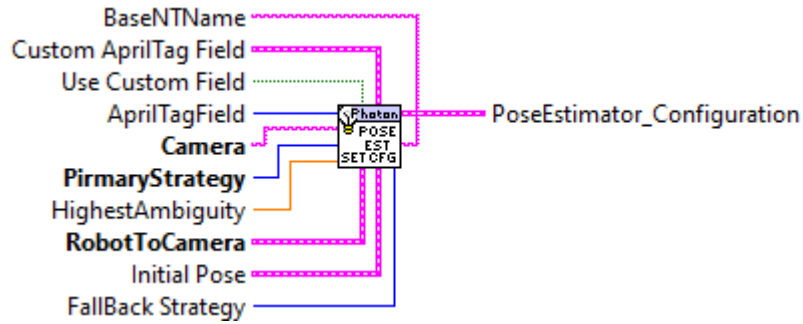 BaseNTName
Custom AprilTag Field
Use Custom Field
AprilTagField
Camera
PirmaryStrategy
HighestAmbiguity
RobotToCamera
Initial Pose
FallBack Strategy
Photon
POSE
EST
SETCFG
PoseEstimator_Configuration